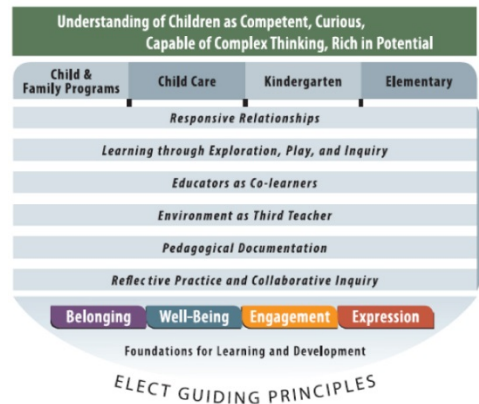 Understanding of Children as Competent, Curious,
Capable of Complex Thinking, Rich in Potential
Child &
Family Programs
Child Care
Kindergarten
Elementary
Responsive Relationships
Learning through Exploration, Play, and Inquiry
Educators as Co-learners
Environment as Third Teacher
Pedagogical Documentation
Reflective Practice and Collaborative Inquiry
Belonging
Well-Being
Engagement
Expression
Foundations for Learning and Development
ELECT GUIDING PRINCIPLES